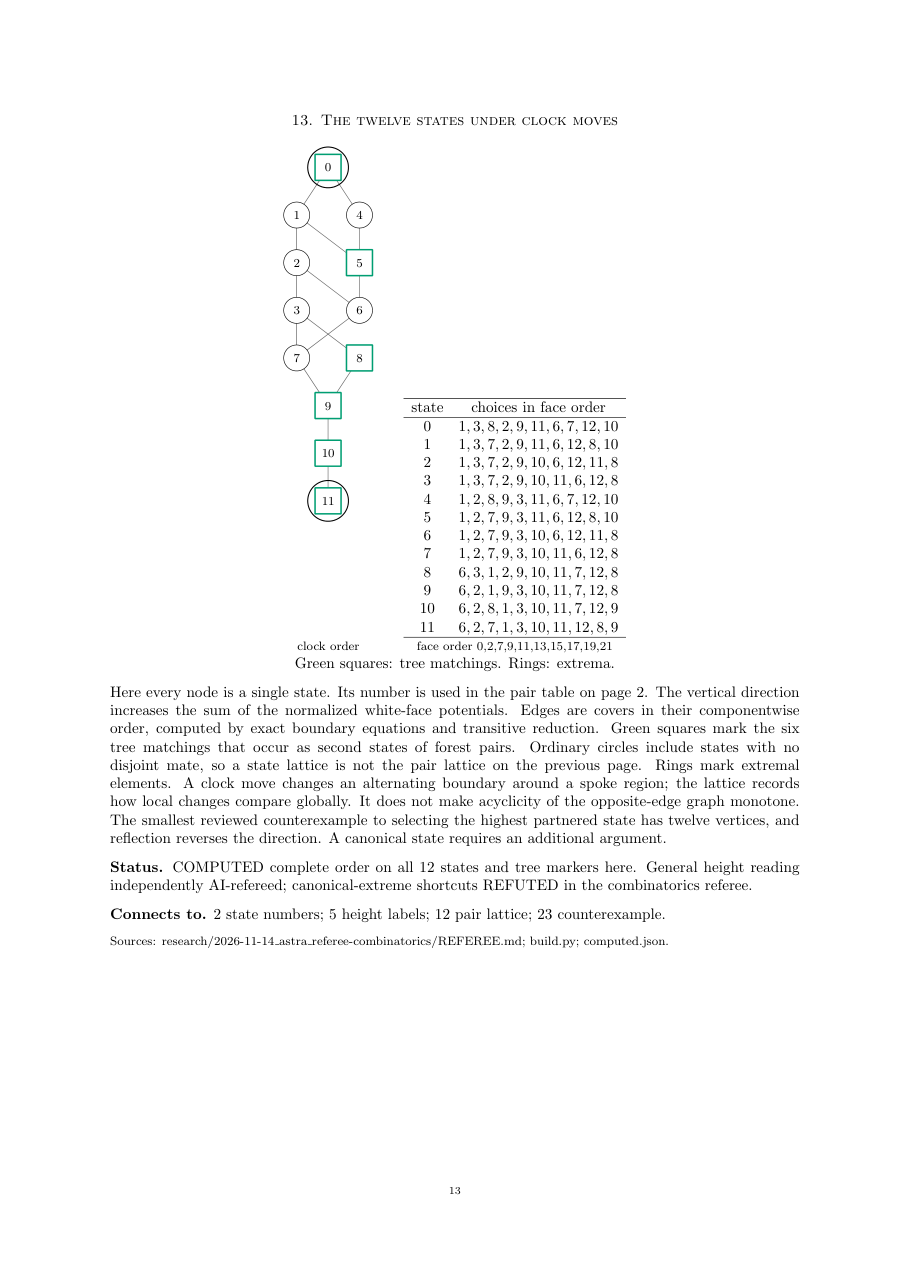 13. The twelve states under clock moves
0
1 4
2 5
3 6
7 8
9
10
11
state choices in face order
0 1, 3, 8, 2, 9, 11, 6, 7, 12, 10
1 1, 3, 7, 2, 9, 11, 6, 12, 8, 10
2 1, 3, 7, 2, 9, 10, 6, 12, 11, 8
3 1, 3, 7, 2, 9, 10, 11, 6, 12, 8
4 1, 2, 8, 9, 3, 11, 6, 7, 12, 10
5 1, 2, 7, 9, 3, 11, 6, 12, 8, 10
6 1, 2, 7, 9, 3, 10, 6, 12, 11, 8
7 1, 2, 7, 9, 3, 10, 11, 6, 12, 8
8 6, 3, 1, 2, 9, 10, 11, 7, 12, 8
9 6, 2, 1, 9, 3, 10, 11, 7, 12, 8
10 6, 2, 8, 1, 3, 10, 11, 7, 12, 9
11 6, 2, 7, 1, 3, 10, 11, 12, 8, 9
clock order face order 0,2,7,9,11,13,15,17,19,21
Green squares: tree matchings. Rings: extrema.
Here every node is a single state. Its number is used in the pair table on page 2. The vertical direction
increases the sum of the normalized white-face potentials. Edges are covers in their componentwise
order, computed by exact boundary equations and transitive reduction. Green squares mark the six
tree matchings that occur as second states of forest pairs. Ordinary circles include states with no
disjoint mate, so a state lattice is not the pair lattice on the previous page. Rings mark extremal
elements. A clock move changes an alternating boundary around a spoke region; the lattice records
how local changes compare globally. It does not make acyclicity of the opposite-edge graph monotone.
The smallest reviewed counterexample to selecting the highest partnered state has twelve vertices, and
reflection reverses the direction. A canonical state requires an additional argument.
Status. COMPUTED complete order on all 12 states and tree markers here. General height reading
independently AI-refereed; canonical-extreme shortcuts REFUTED in the combinatorics referee.
Connects to. 2 state numbers; 5 height labels; 12 pair lattice; 23 counterexample.
Sources: research/2026-11-14_astra_referee-combinatorics/REFEREE.md; build.py; computed.json.
13